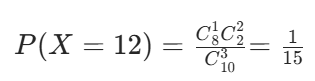 P(X = 12) = \frac{C_8^1 C_2^2}{C_{10}^3} = \frac{1}{15}